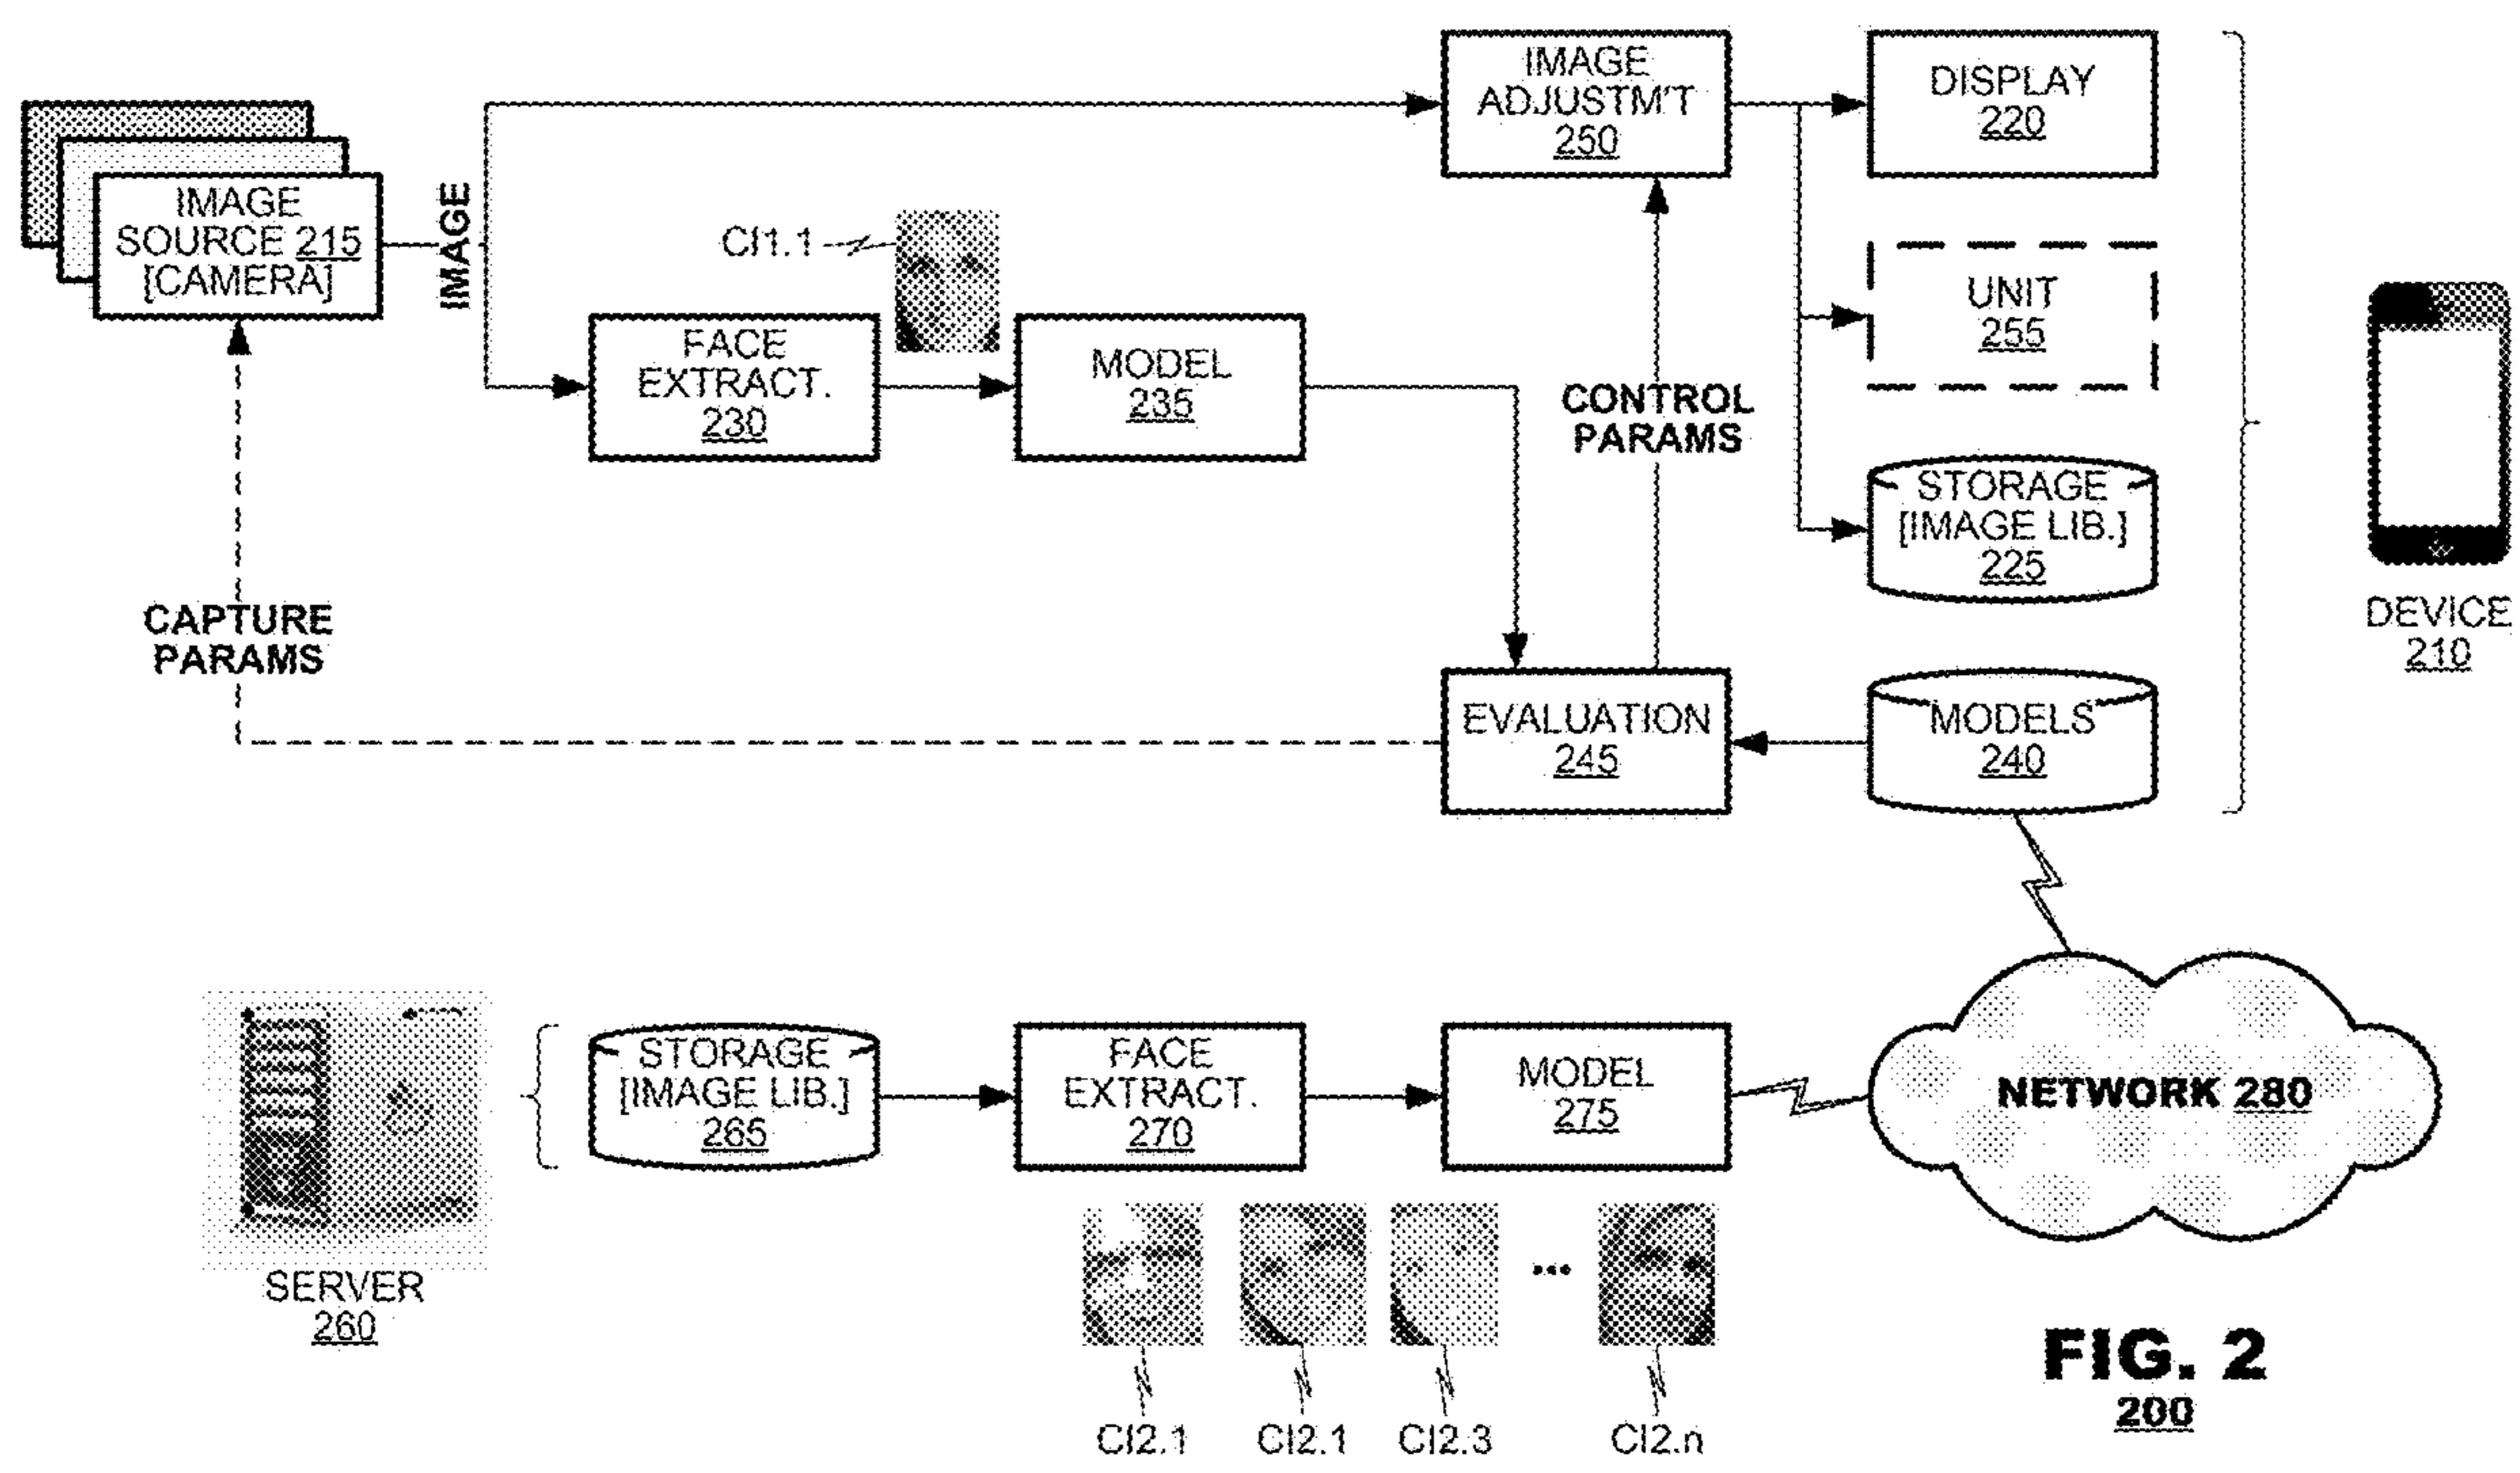 IMAGE
ADJUSTM'T
250
DISPLAY
220
IMAGE
SOURCE 215
[CAMERA]
IMAGE
CI1.1
UNIT
255
FACE
EXTRACT.
230
MODEL
235
CONTROL
PARAMS
STORAGE
[IMAGE LIB.]
225
DEVICE
210
CAPTURE
PARAMS
EVALUATION
245
MODELS
240
STORAGE
[IMAGE LIB.]
265
FACE
EXTRACT.
270
MODEL
275
NETWORK 280
SERVER
260
...
CI2.1
CI2.1
CI2.3
CI2.n
FIG. 2
200